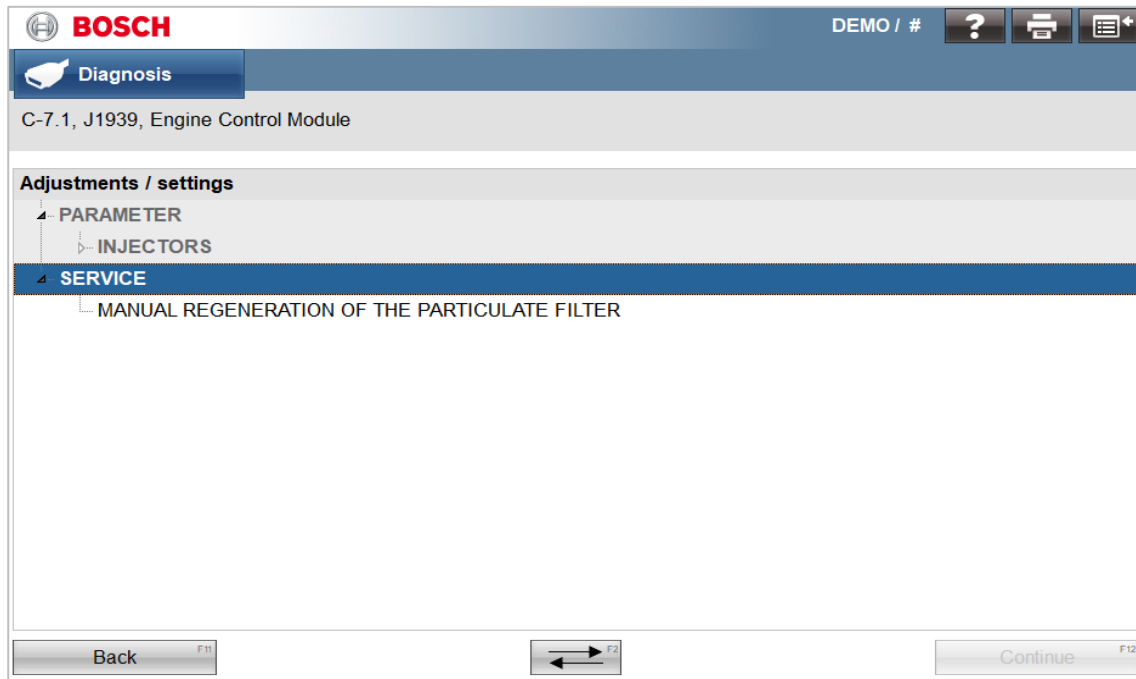 BOSCH
DEMO / #
?
Diagnosis
C-7.1, J1939, Engine Control Module
Adjustments / settings
PARAMETER
INJECTORS
SERVICE
MANUAL REGENERATION OF THE PARTICULATE FILTER
Back F11
F2
Continue F12